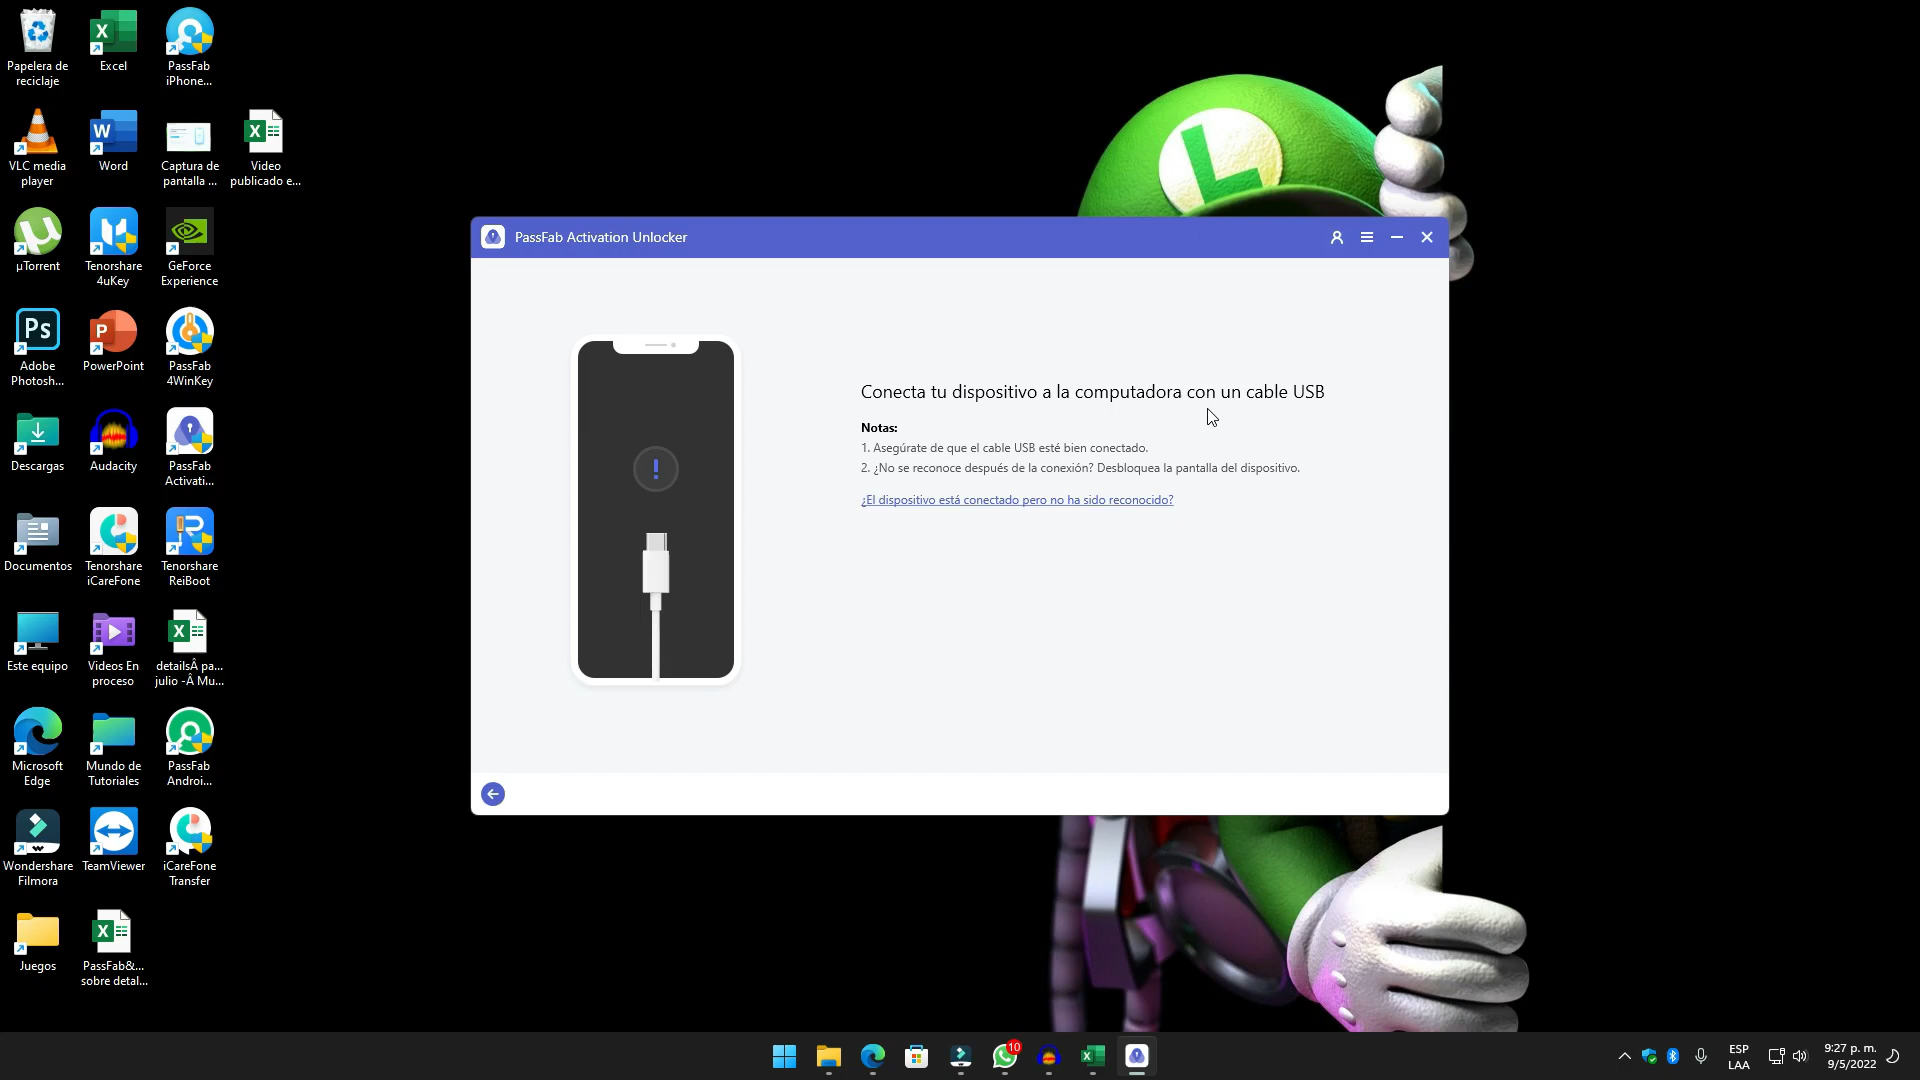 Papelera de
reciclaje
Excel
PassFab
iPhone...
VLC media
player
Word
Captura de
pantalla ...
Video
publicado e...
µTorrent
Tenorshare
4uKey
GeForce
Experience
Ps
Adobe
Photosh...
PowerPoint
PassFab
4WinKey
Descargas
Audacity
PassFab
Activati...
Documentos
Tenorshare
iCareFone
Tenorshare
ReiBoot
Este equipo
Videos En
proceso
detailsÂ pa...
julio -Â Mu...
Microsoft
Edge
Mundo de
Tutoriales
PassFab
Androi...
Wondershare
Filmora
TeamViewer
iCareFone
Transfer
Juegos
PassFab&...
sobre detal...
L
PassFab Activation Unlocker
Conecta tu dispositivo a la computadora con un cable USB
Notas:
1. Asegúrate de que el cable USB esté bien conectado.
2. ¿No se reconoce después de la conexión? Desbloquea la pantalla del dispositivo.
¿El dispositivo está conectado pero no ha sido reconocido?
10
ESP
LAA
9:27 p. m.
9/5/2022